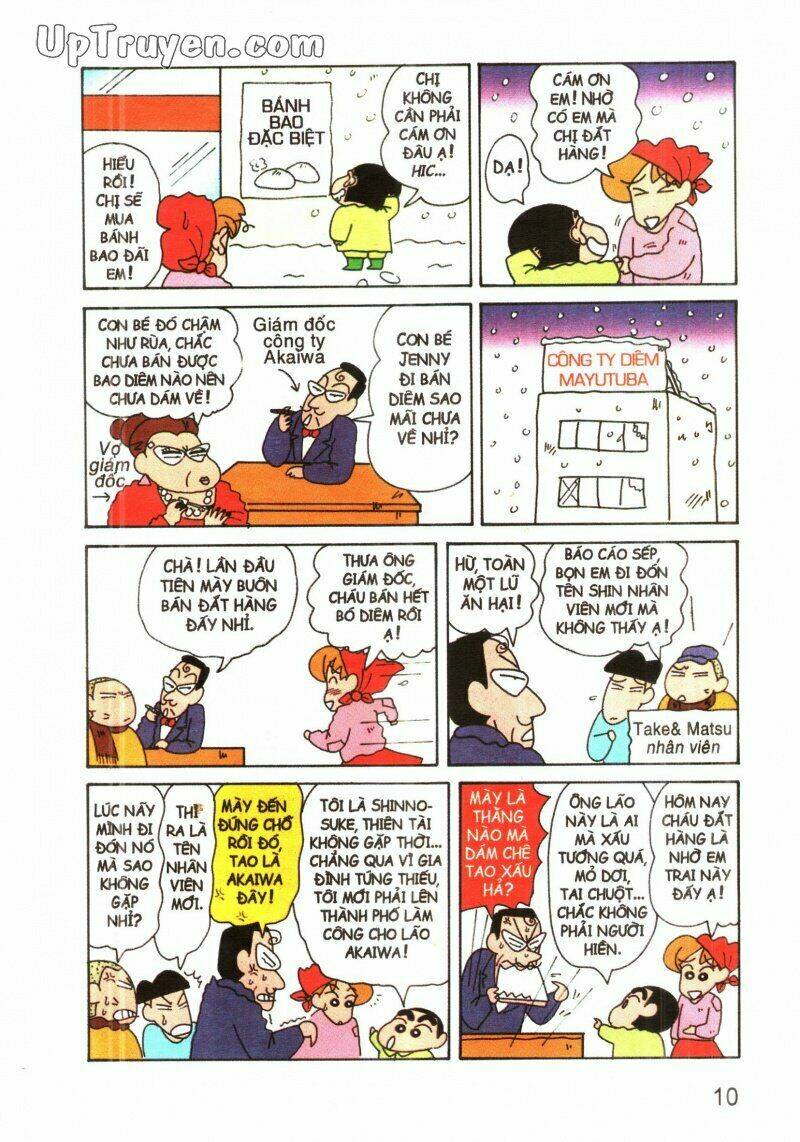 UpTruyen.com
CÁM ƠN
EM! NHỜ
CÓ EM MÀ
CHỊ ĐẮT
HÀNG!
DẠ!
CHỊ
KHÔNG
CẦN PHẢI
CÁM ƠN
ĐÂU Ạ!
HIC...
BÁNH
BAO
ĐẶC BIỆT
HIỂU
RỒI!
CHỊ SẼ
MUA
BÁNH
BAO ĐÃI
EM!
CÔNG TY DIÊM
MAYUTUBA
CON BÉ
JENNY
ĐI BÁN
DIÊM SAO
MÃI CHƯA
VỀ NHỈ?
Giám đốc
công ty
Akaiwa
CON BÉ ĐÓ CHẬM
NHƯ RÙA, CHẮC
CHƯA BÁN ĐƯỢC
BAO DIÊM NÀO NÊN
CHƯA DÁM VỀ!
Vợ
giám
đốc
BÁO CÁO SẾP,
BỌN EM ĐI ĐÓN
TÊN SHIN NHÂN
VIÊN MỚI MÀ
KHÔNG THẤY Ạ!
HỪ, TOÀN
MỘT LŨ
ĂN HẠI!
Take& Matsu
nhân viên
THƯA ÔNG
GIÁM ĐỐC,
CHÁU BÁN HẾT
BÓ DIÊM RỒI
Ạ!
CHÀ! LẦN ĐẦU
TIÊN MÀY BUÔN
BÁN ĐẮT HÀNG
ĐẤY NHỈ.
HÔM NAY
CHÁU ĐẮT
HÀNG LÀ
NHỜ EM
TRAI NÀY
ĐẤY Ạ!
ÔNG LÃO
NÀY LÀ AI
MÀ XẤU
TƯỚNG QUÁ,
MỎ DƠI,
TAI CHUỘT...
CHẮC KHÔNG
PHẢI NGƯỜI
HIỀN.
MÀY LÀ
THẰNG
NÀO MÀ
DÁM CHÊ
TAO XẤU
HẢ?
TÔI LÀ SHINNO-
SUKE, THIÊN TÀI
KHÔNG GẶP THỜI...
CHẲNG QUA VÌ GIA
ĐÌNH TÚNG THIẾU,
TÔI MỚI PHẢI LÊN
THÀNH PHỐ LÀM
CÔNG CHO LÃO
AKAIWA!
MÀY ĐẾN
ĐÚNG CHỖ
RỒI ĐÓ,
TAO LÀ
AKAIWA
ĐÂY!
THÌ
RA LÀ
TÊN
NHÂN
VIÊN
MỚI.
LÚC NÃY
MÌNH ĐI
ĐÓN NÓ
MÀ SAO
KHÔNG
GẶP
NHỈ?
10